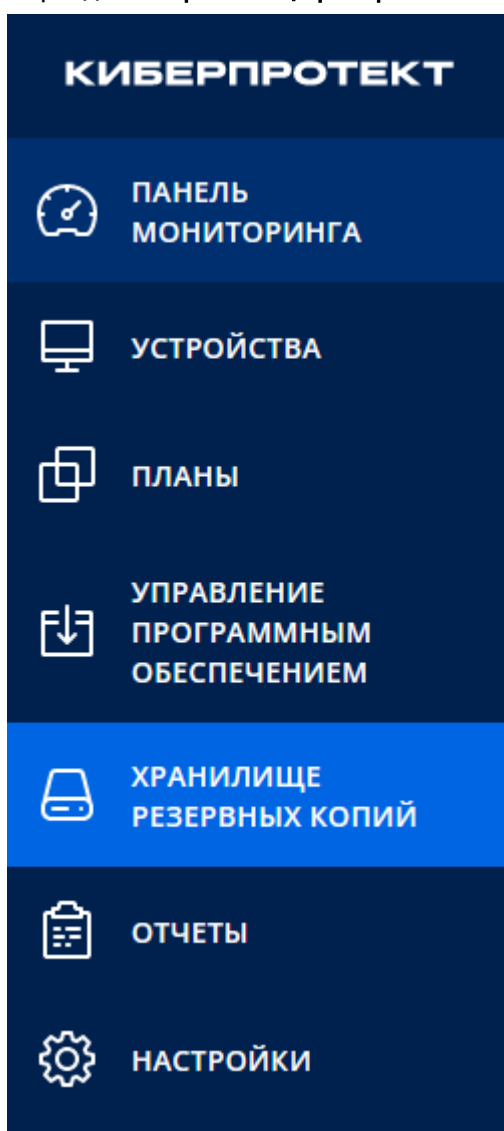 КИБЕРПРОТЕКТ
ПАНЕЛЬ
МОНИТОРИНГА
УСТРОЙСТВА
ПЛАНЫ
УПРАВЛЕНИЕ
ПРОГРАММНЫМ
ОБЕСПЕЧЕНИЕМ
ХРАНИЛИЩЕ
РЕЗЕРВНЫХ КОПИЙ
ОТЧЕТЫ
НАСТРОЙКИ